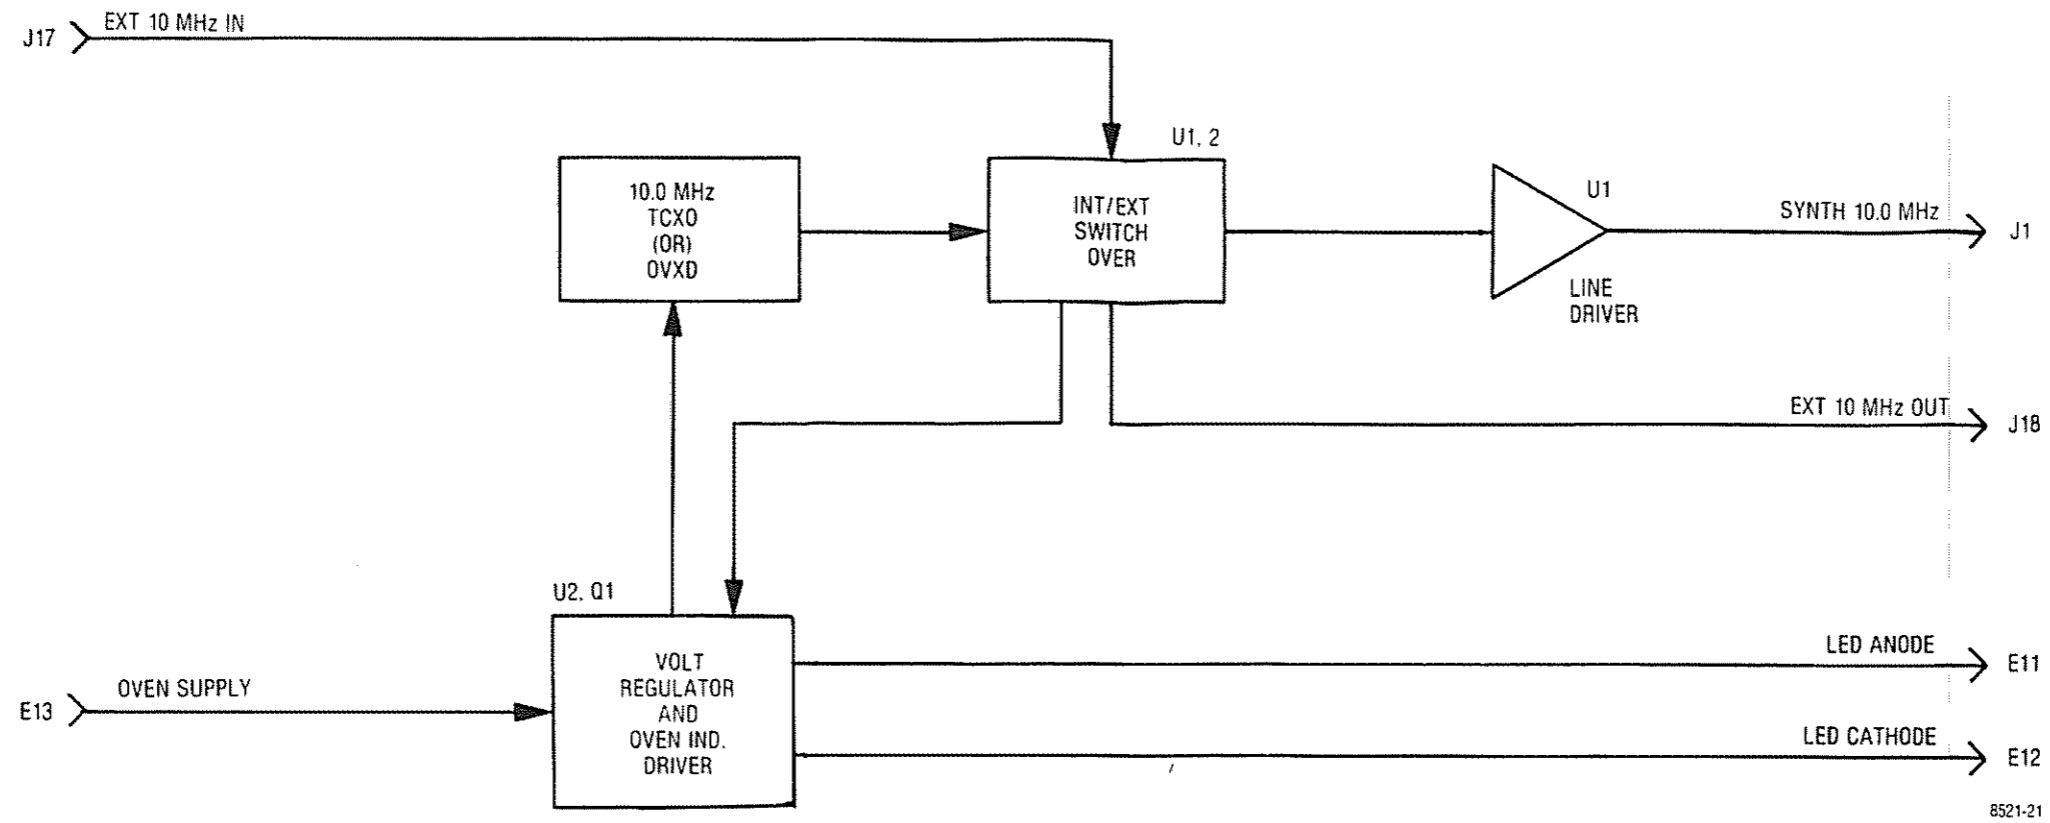 EXT 10 MHz IN
J17
U1, 2
10.0 MHz
TCXO
(OR)
OVXD
INT/EXT
SWITCH
OVER
U1
SYNTH 10.0 MHz
J1
LINE
DRIVER
EXT 10 MHz OUT
J18
U2, Q1
VOLT
REGULATOR
AND
OVEN IND.
DRIVER
OVEN SUPPLY
E13
LED ANODE
E11
LED CATHODE
E12
8521-21